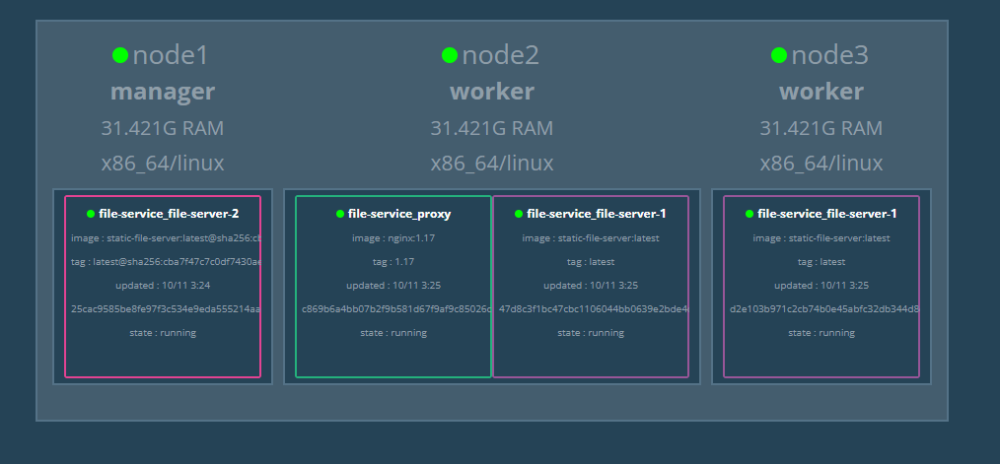 node1
manager
31.421G RAM
x86_64/linux
file-service_file-server-2
image : static-file-server:latest@sha256:cb
tag : latest@sha256:cba7f47c7c0df7430ae
updated : 10/11 3:24
25cac9585be8fe97f3c534e9eda555214aa
state : running
node2
worker
31.421G RAM
x86_64/linux
file-service_proxy
image : nginx:1.17
tag : 1.17
updated : 10/11 3:25
c869b6a4bb07b2f9b581d67f9af9c85026c
state : running
file-service_file-server-1
image : static-file-server:latest
tag : latest
updated : 10/11 3:25
47d8c3f1bc47cbc1106044bb0639e2bde4
state : running
node3
worker
31.421G RAM
x86_64/linux
file-service_file-server-1
image : static-file-server:latest
tag : latest
updated : 10/11 3:25
d2e103b971c2cb74b0e45abfc32db344d8
state : running